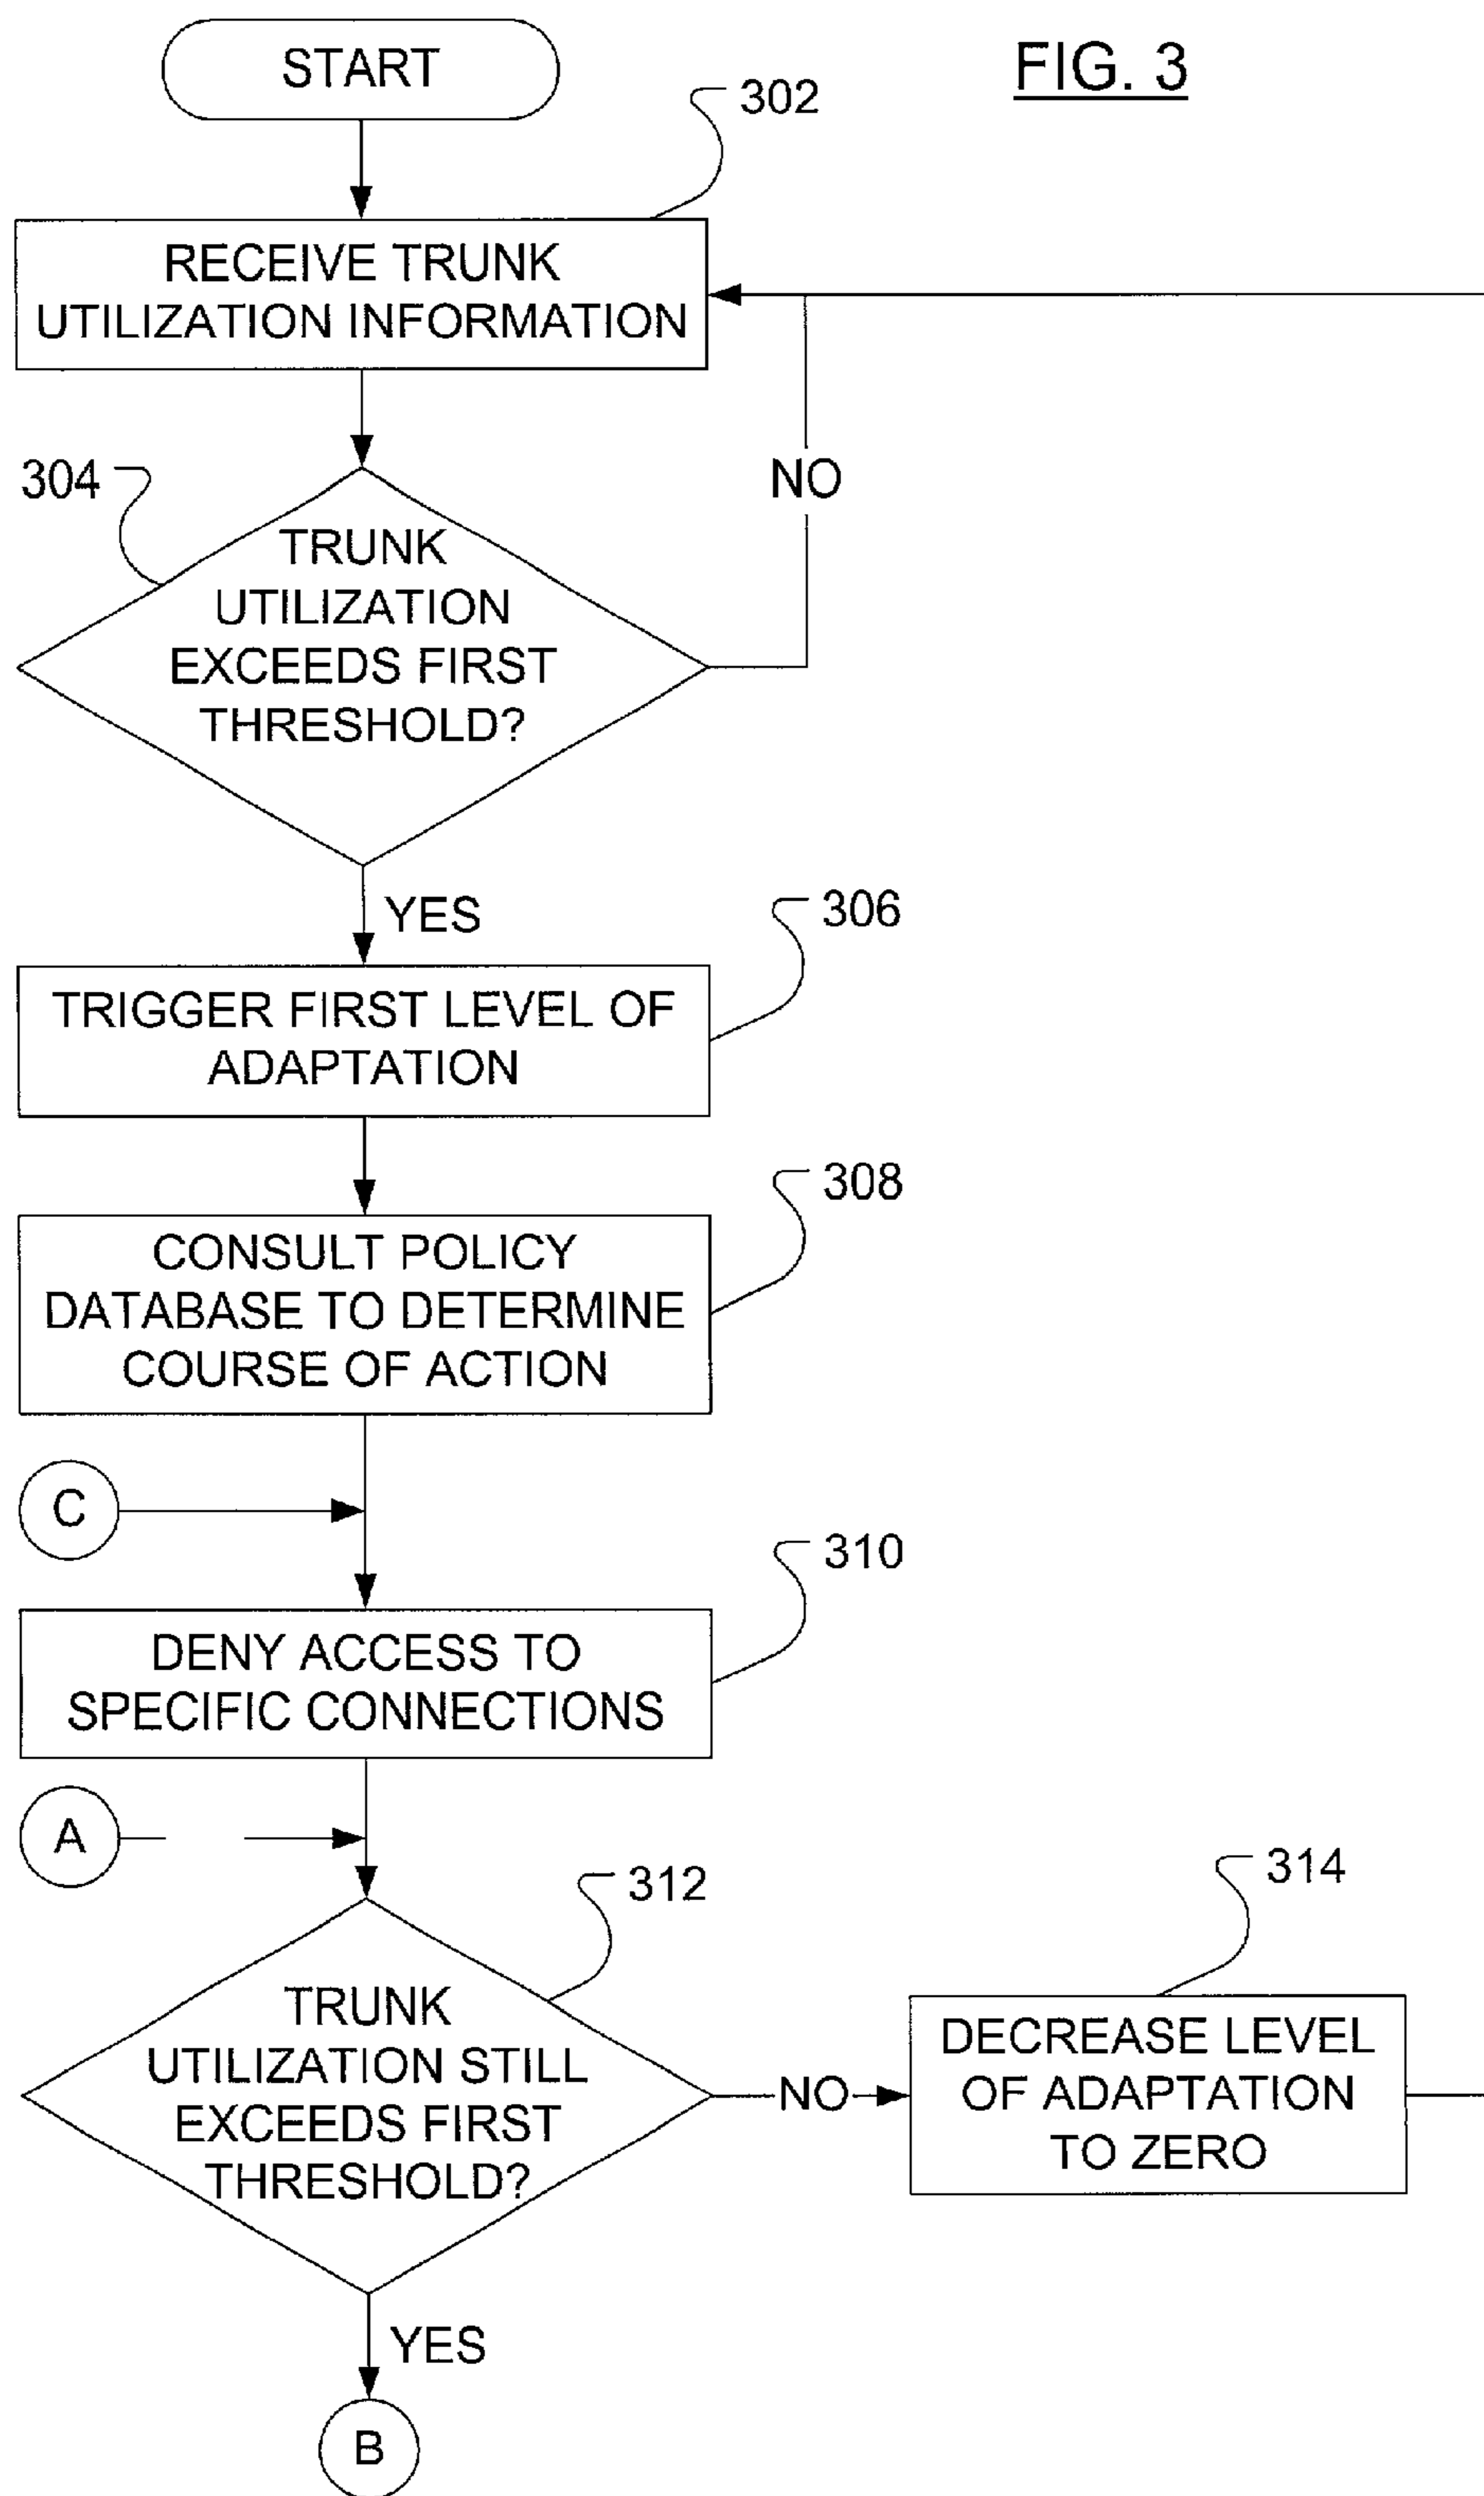 START
FIG. 3
302
RECEIVE TRUNK
UTILIZATION INFORMATION
304
NO
TRUNK
UTILIZATION
EXCEEDS FIRST
THRESHOLD?
YES
306
TRIGGER FIRST LEVEL OF
ADAPTATION
308
CONSULT POLICY
DATABASE TO DETERMINE
COURSE OF ACTION
C
310
DENY ACCESS TO
SPECIFIC CONNECTIONS
A
312
314
TRUNK
UTILIZATION STILL
EXCEEDS FIRST
THRESHOLD?
NO
DECREASE LEVEL
OF ADAPTATION
TO ZERO
YES
B